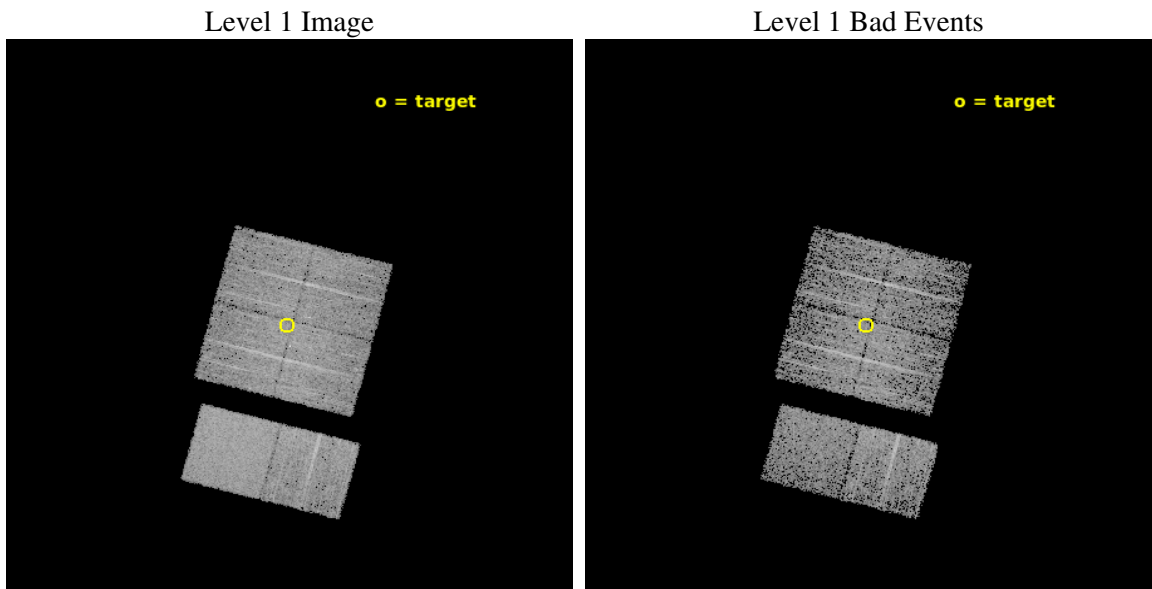 Level 1 Image
Level 1 Bad Events
o = target
o = target